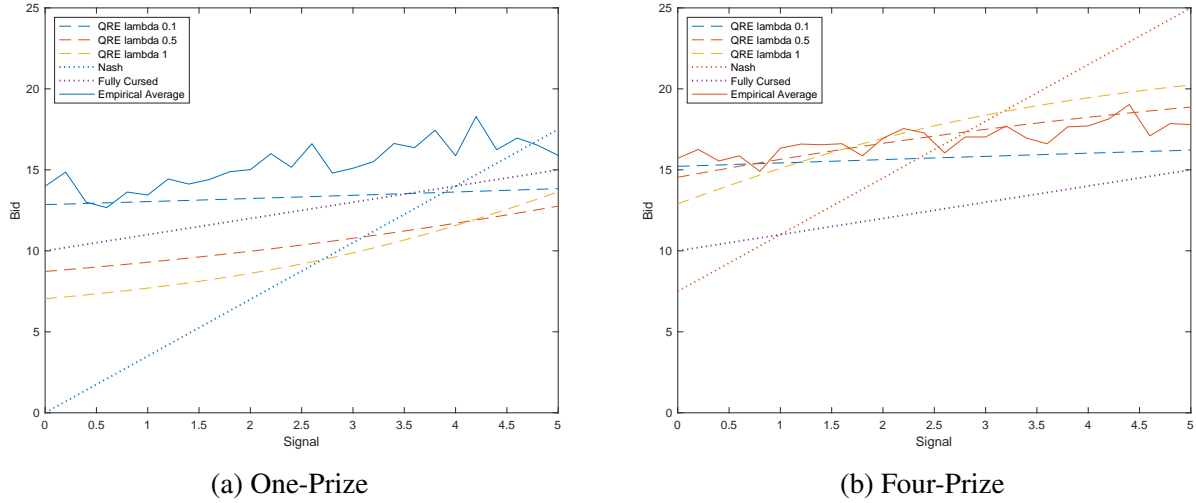 25
20
15
10
5
0
Bid
QRE lambda 0.1
QRE lambda 0.5
QRE lambda 1
Nash
Fully Cursed
Empirical Average
0 0.5 1 1.5 2 2.5 3 3.5 4 4.5 5
Signal
(a) One-Prize
25
20
15
10
5
0
Bid
QRE lambda 0.1
QRE lambda 0.5
QRE lambda 1
Nash
Fully Cursed
Empirical Average
0 0.5 1 1.5 2 2.5 3 3.5 4 4.5 5
Signal
(b) Four-Prize